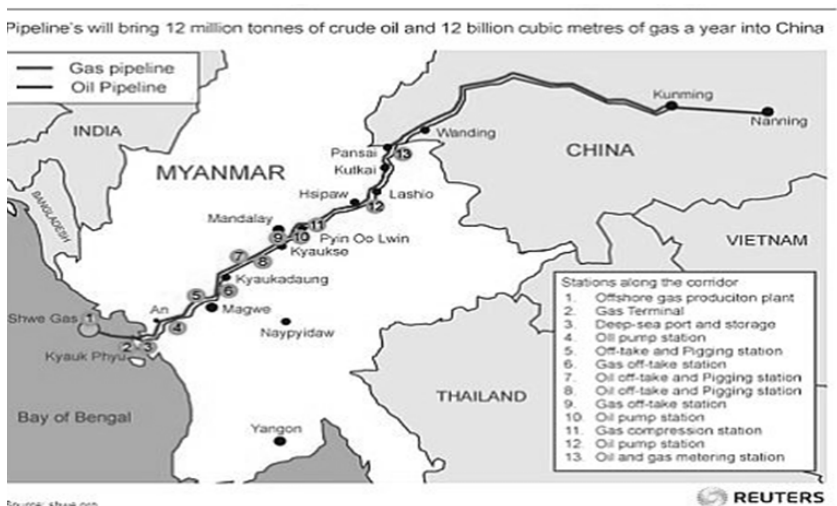 Pipeline's will bring 12 million tonnes of crude oil and 12 billion cubic metres of gas a year into China
Gas pipeline
Oil Pipeline
INDIA
BANGLADESH
MYANMAR
CHINA
Kunming
Nanning
Wanding
Pansai
13
Kutkai
Hsipaw
Lashio
12
Mandalay
11
9
10
Pyin Oo Lwin
Kyaukse
7
8
Kyaukadaung
VIETNAM
5
6
An
Magwe
Shwe Gas
1
4
Naypyidaw
2
3
Kyauk Phyu
THAILAND
Bay of Bengal
Yangon
Stations along the corridor
1. Offshore gas produciton plant
2. Gas Terminal
3. Deep-sea port and storage
4. Oil pump station
5. Off-take and Pigging station
6. Gas off-take station
7. Oil off-take and Pigging station
8. Oil off-take and Pigging station
9. Gas off-take station
10. Oil pump station
11. Gas compression station
12. Oil pump station
13. Oil and gas metering station
Source: shwe.org
REUTERS